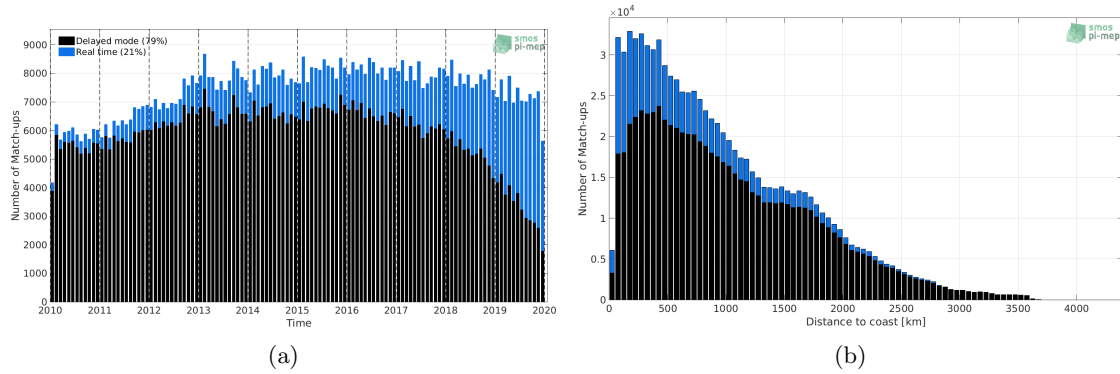 Delayed mode (79%)
Real time (21%)
smos
pi-mep
Number of Match-ups
9000
8000
7000
6000
5000
4000
3000
2000
1000
0
2010 2011 2012 2013 2014 2015 2016 2017 2018 2019 2020
Time
(a)
×10⁴
smos
pi-mep
Number of Match-ups
3
2.5
2
1.5
1
0.5
0
0 500 1000 1500 2000 2500 3000 3500 4000
Distance to coast [km]
(b)